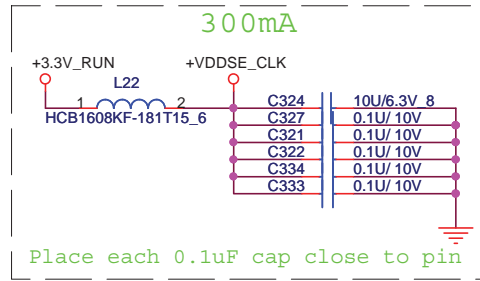 300mA
+3.3V_RUN +VDDSE_CLK
L22
1 2
HCB1608KF-181T15_6
C324 10U/6.3V_8
C327 0.1U/ 10V
C321 0.1U/ 10V
C322 0.1U/ 10V
C334 0.1U/ 10V
C333 0.1U/ 10V
Place each 0.1uF cap close to pin